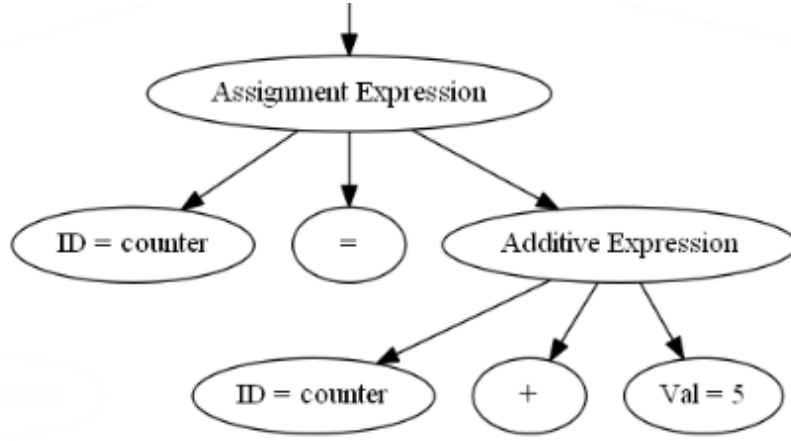 Assignment Expression
ID = counter
=
Additive Expression
ID = counter
+
Val = 5